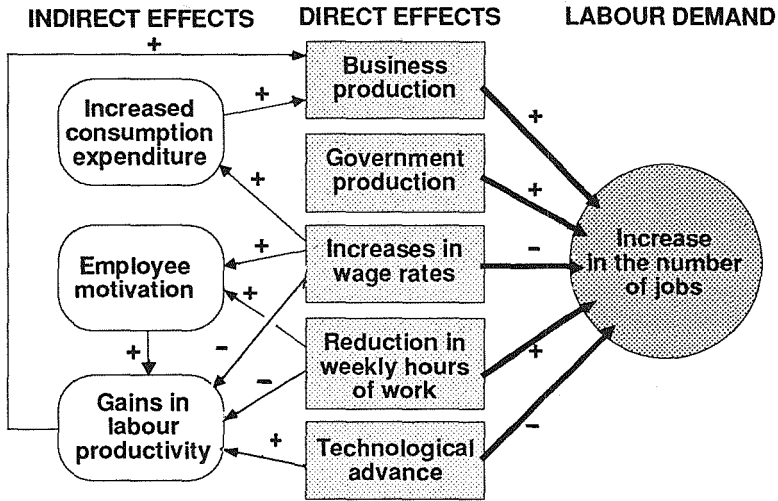 INDIRECT EFFECTS
DIRECT EFFECTS
LABOUR DEMAND
+
Business
production
+
Increased
consumption
expenditure
+
Government
production
+
+
Increases in
wage rates
–
Increase
in the number
of jobs
+
Employee
motivation
+
+
Reduction in
weekly hours
of work
+
–
–
Gains in
labour
productivity
+
Technological
advance
–